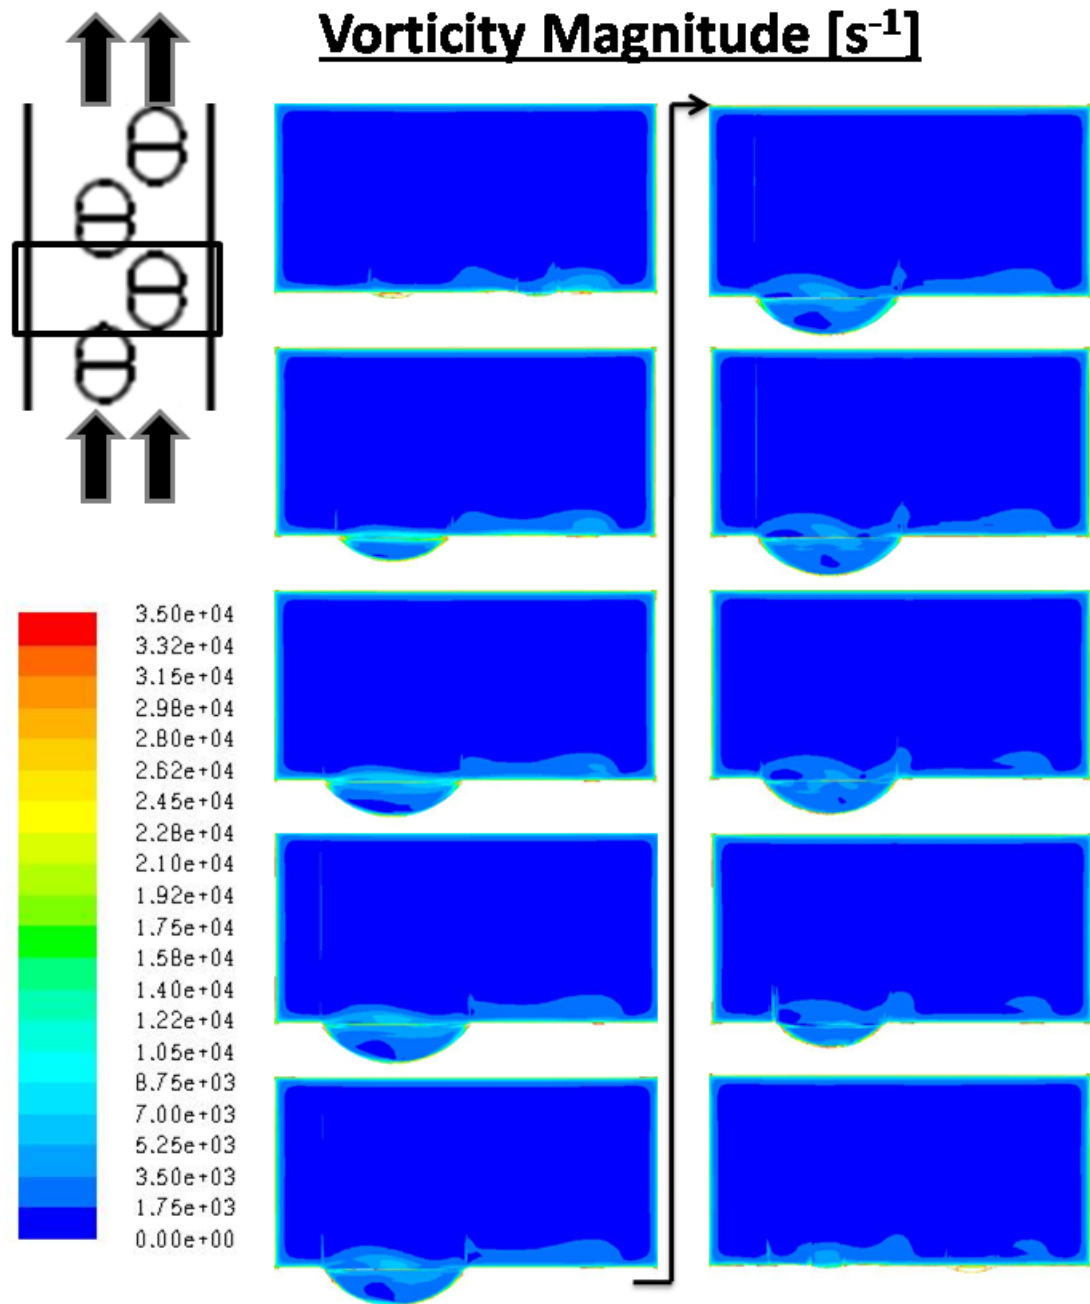 Vorticity Magnitude [s⁻¹]
3.50e+04
3.32e+04
3.15e+04
2.98e+04
2.80e+04
2.62e+04
2.45e+04
2.28e+04
2.10e+04
1.92e+04
1.75e+04
1.58e+04
1.40e+04
1.22e+04
1.05e+04
8.75e+03
7.00e+03
5.25e+03
3.50e+03
1.75e+03
0.00e+00